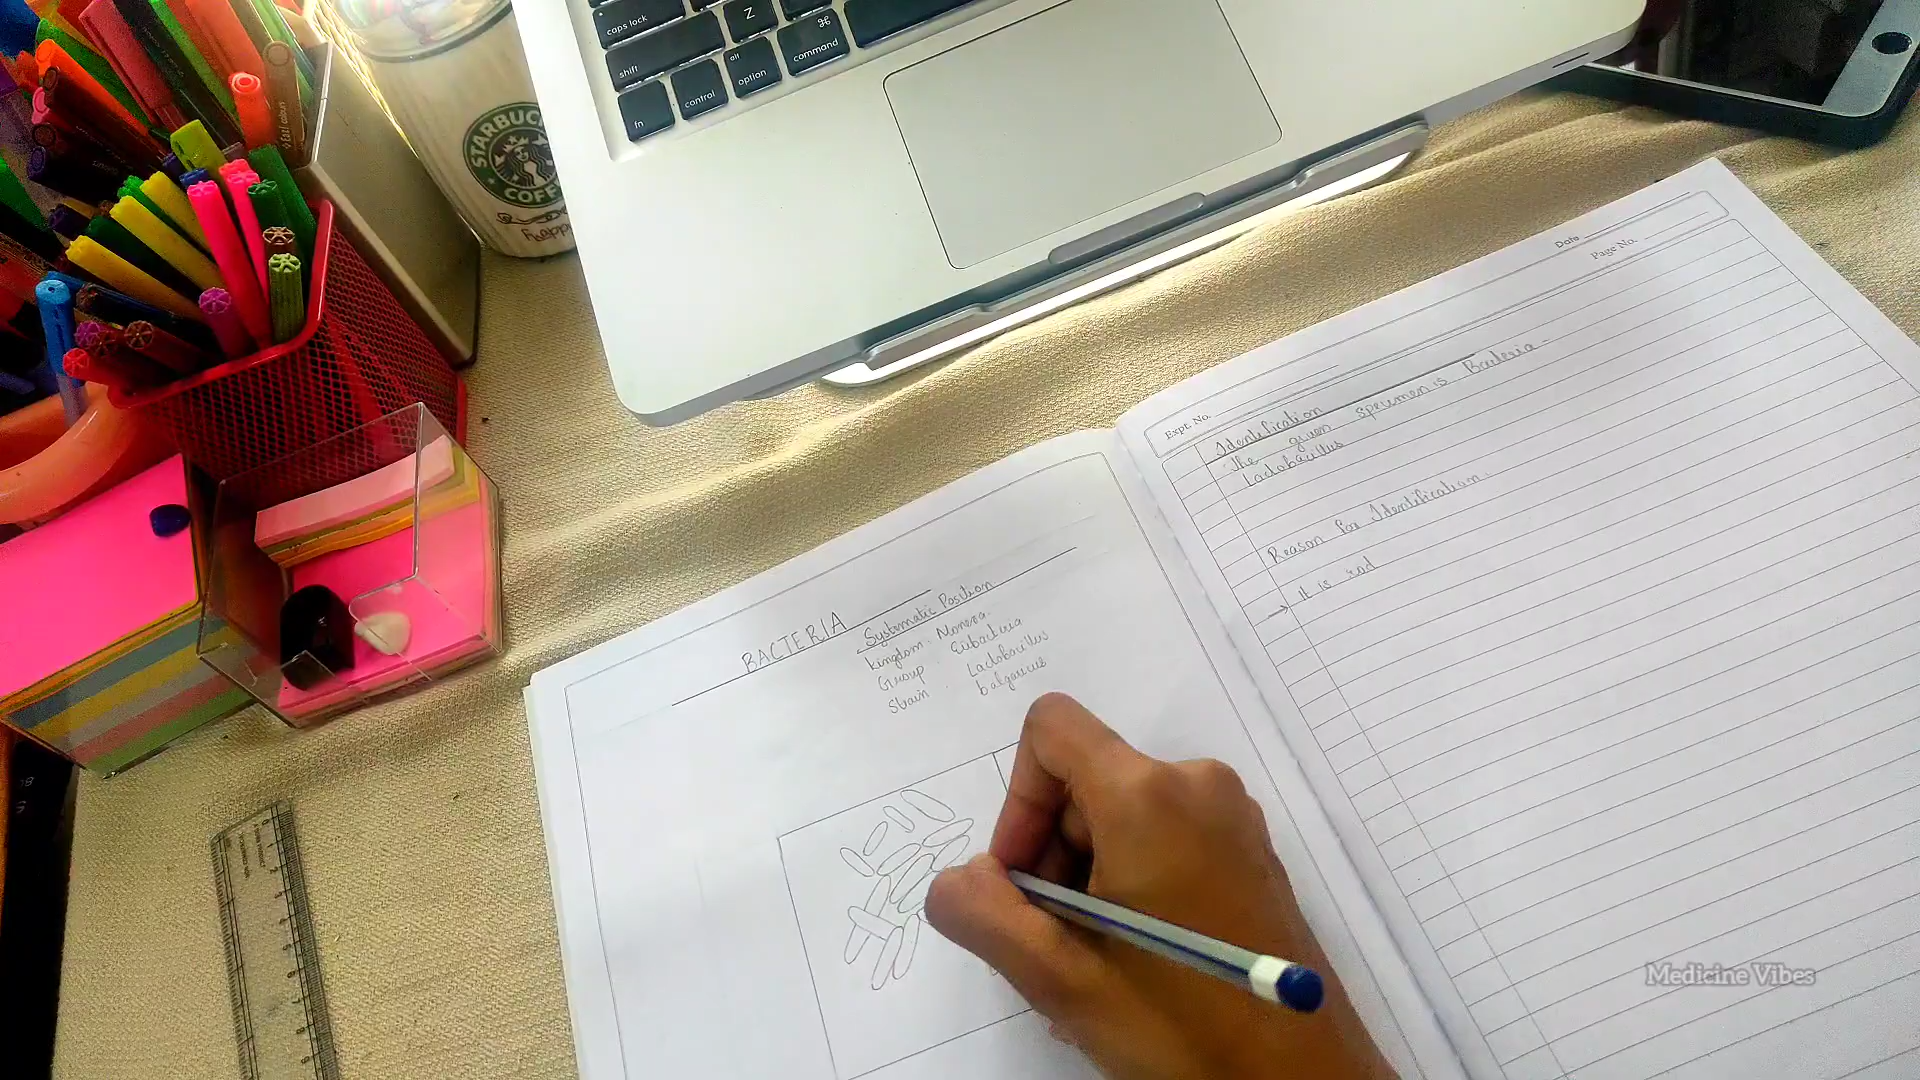 caps lock
Z
⌘
shift
alt
fn
control
option
command
STARBUCKS
COFFEE
BACTERIA
Systematic Position
kingdom: Monera
Group : Eubacteria
Strain : Lactobacillus
bulgaricus
Date
Page No.
Expt. No.
Identification
The given specimen is Bacteria -
Lactobacillus
Reason for Identification.
→ it is rod
Medicine Vibes